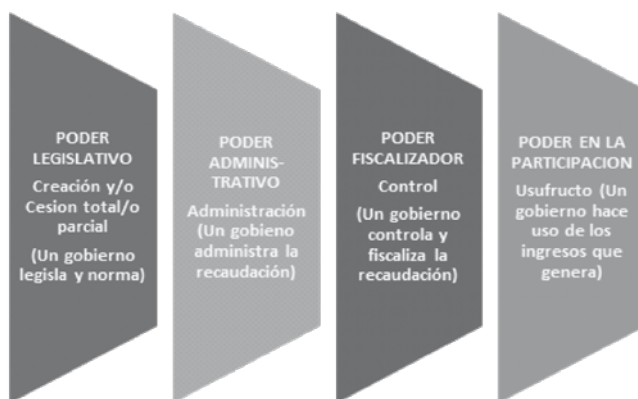 PODER
LEGISLATIVO
Creación y/o
Cesion total/o
parcial
(Un gobierno
legisla y norma)
PODER
ADMINIS-
TRATIVO
Administración
(Un gobieno
administra la
recaudación)
PODER
FISCALIZADOR
Control
(Un gobierno
controla y
fiscaliza la
recaudación)
PODER EN LA
PARTICIPACION
Usufructo (Un
gobierno hace
uso de los
ingresos que
genera)